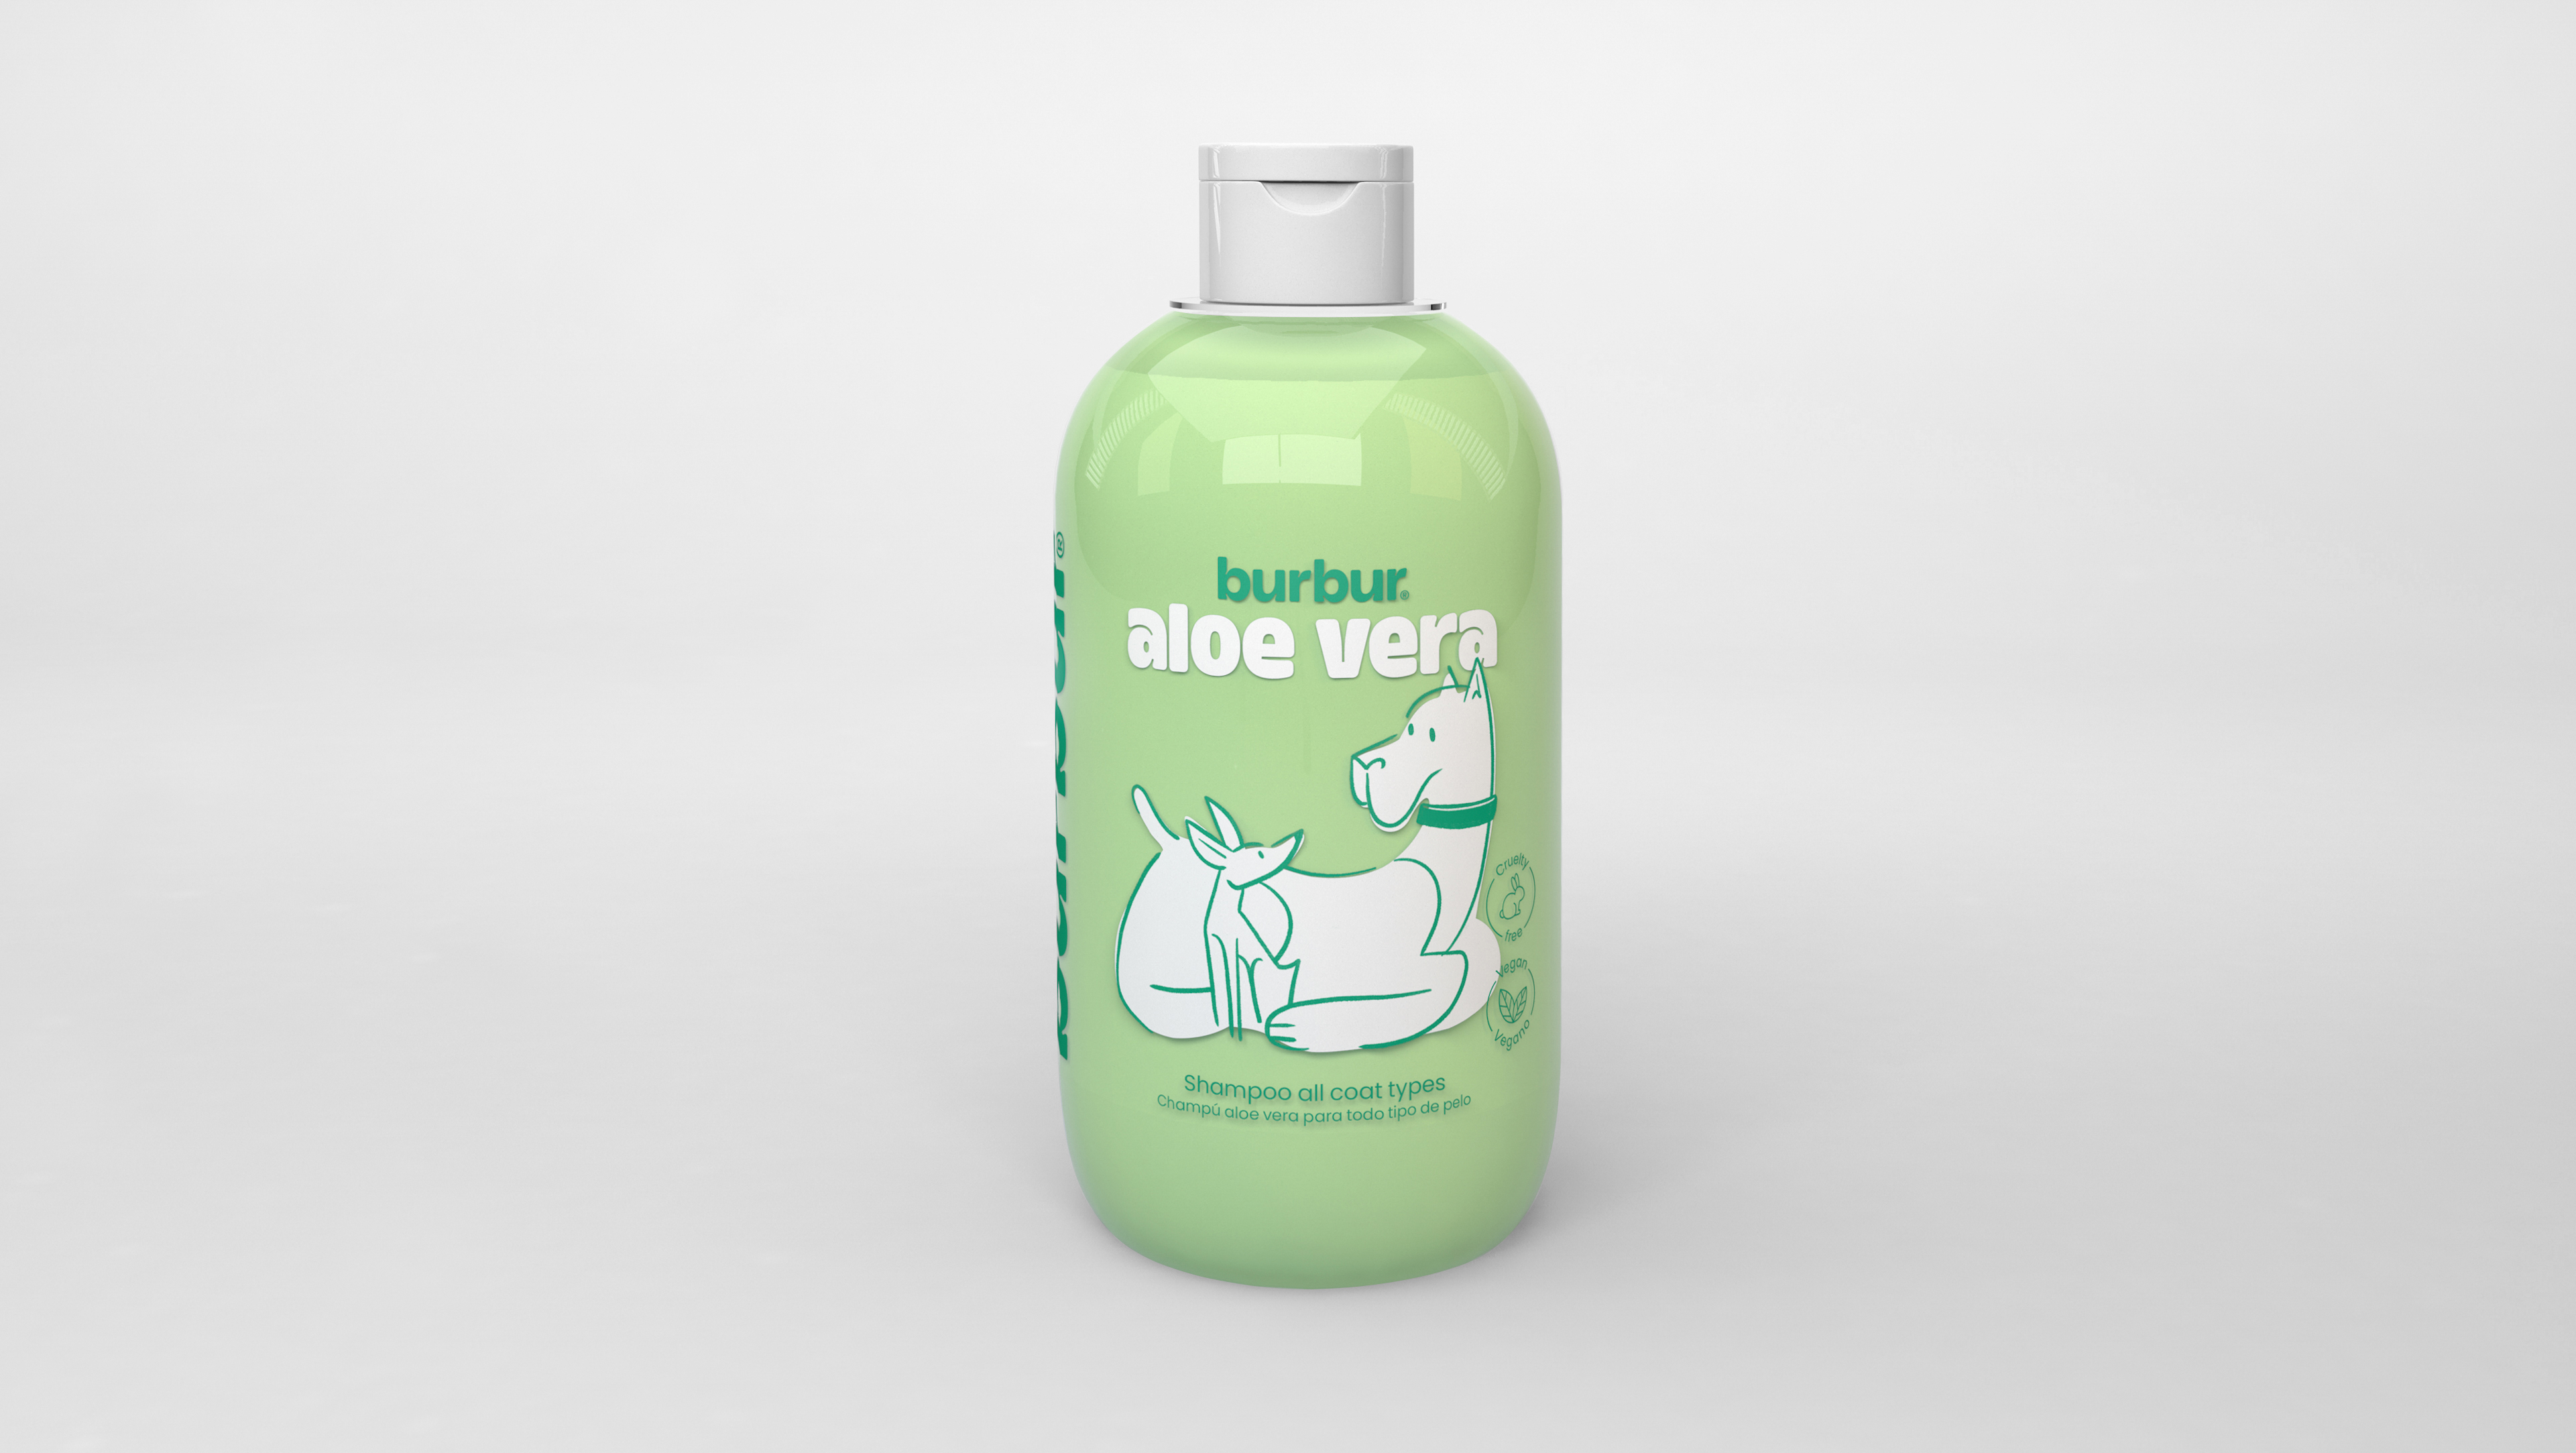 burbur®
aloe vera
Cruelty
free
Vegan
Vegano
Shampoo all coat types
Champú aloe vera para todo tipo de pelo
burbur®